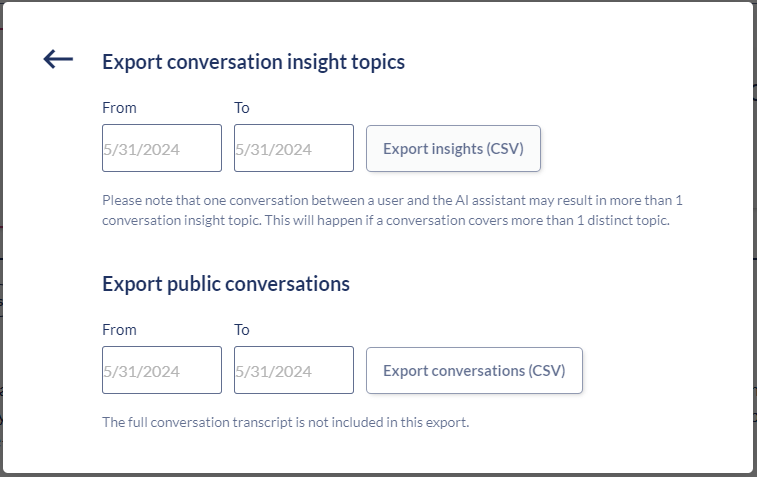 Export conversation insight topics
From To
5/31/2024 5/31/2024 Export insights (CSV)
Please note that one conversation between a user and the AI assistant may result in more than 1
conversation insight topic. This will happen if a conversation covers more than 1 distinct topic.
Export public conversations
From To
5/31/2024 5/31/2024 Export conversations (CSV)
The full conversation transcript is not included in this export.